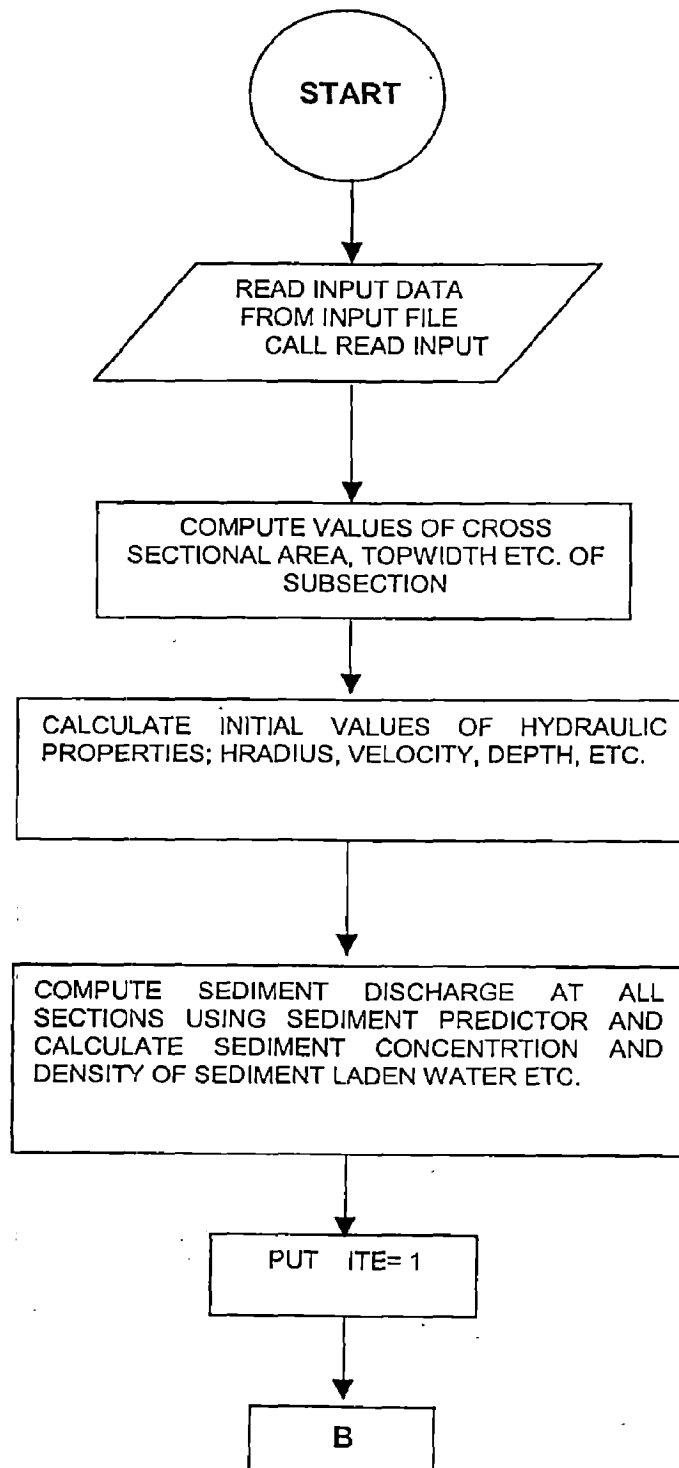 START
READ INPUT DATA
FROM INPUT FILE
CALL READ INPUT
COMPUTE VALUES OF CROSS
SECTIONAL AREA, TOPWIDTH ETC. OF
SUBSECTION
CALCULATE INITIAL VALUES OF HYDRAULIC
PROPERTIES; HRADIUS, VELOCITY, DEPTH, ETC.
COMPUTE SEDIMENT DISCHARGE AT ALL
SECTIONS USING SEDIMENT PREDICTOR AND
CALCULATE SEDIMENT CONCENTRTION AND
DENSITY OF SEDIMENT LADEN WATER ETC.
PUT ITE= 1
B